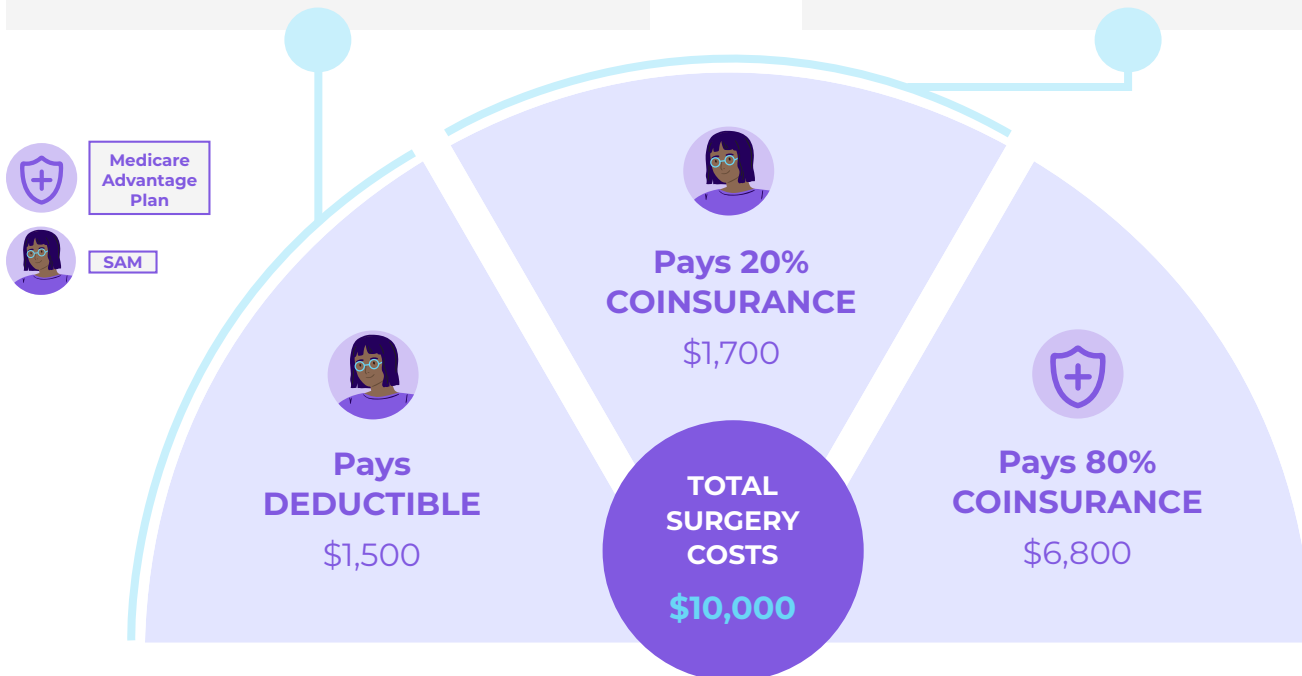 Medicare
Advantage
Plan
SAM
Pays
DEDUCTIBLE
$1,500
Pays 20%
COINSURANCE
$1,700
Pays 80%
COINSURANCE
$6,800
TOTAL
SURGERY
COSTS
$10,000